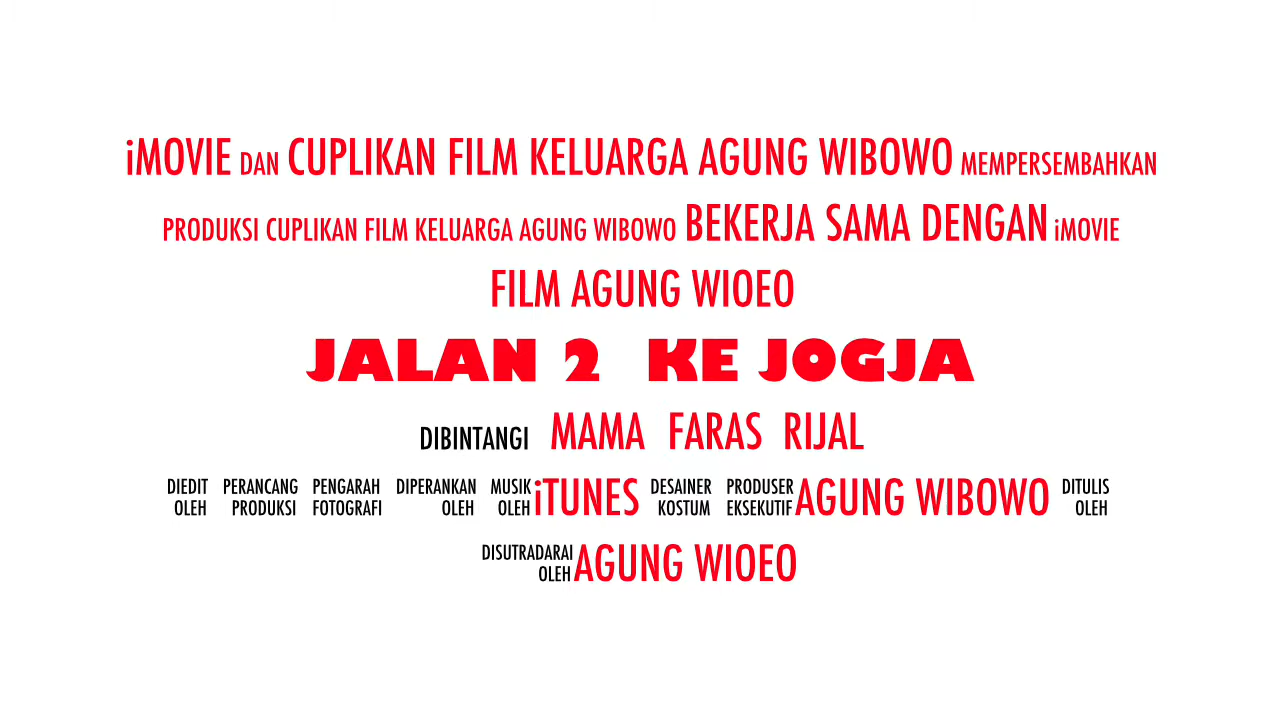 iMOVIE DAN CUPLIKAN FILM KELUARGA AGUNG WIBOWO MEMPERSEMBAHKAN
PRODUKSI CUPLIKAN FILM KELUARGA AGUNG WIBOWO BEKERJA SAMA DENGAN iMOVIE
FILM AGUNG WIOEO
JALAN 2 KE JOGJA
DIBINTANGI MAMA FARAS RIJAL
DIEDIT OLEH PERANCANG PRODUKSI PENGARAH FOTOGRAFI DIPERANKAN OLEH MUSIK OLEH iTUNES DESAINER KOSTUM PRODUSER EKSEKUTIF AGUNG WIBOWO DITULIS OLEH
DISUTRADARAI OLEH AGUNG WIOEO